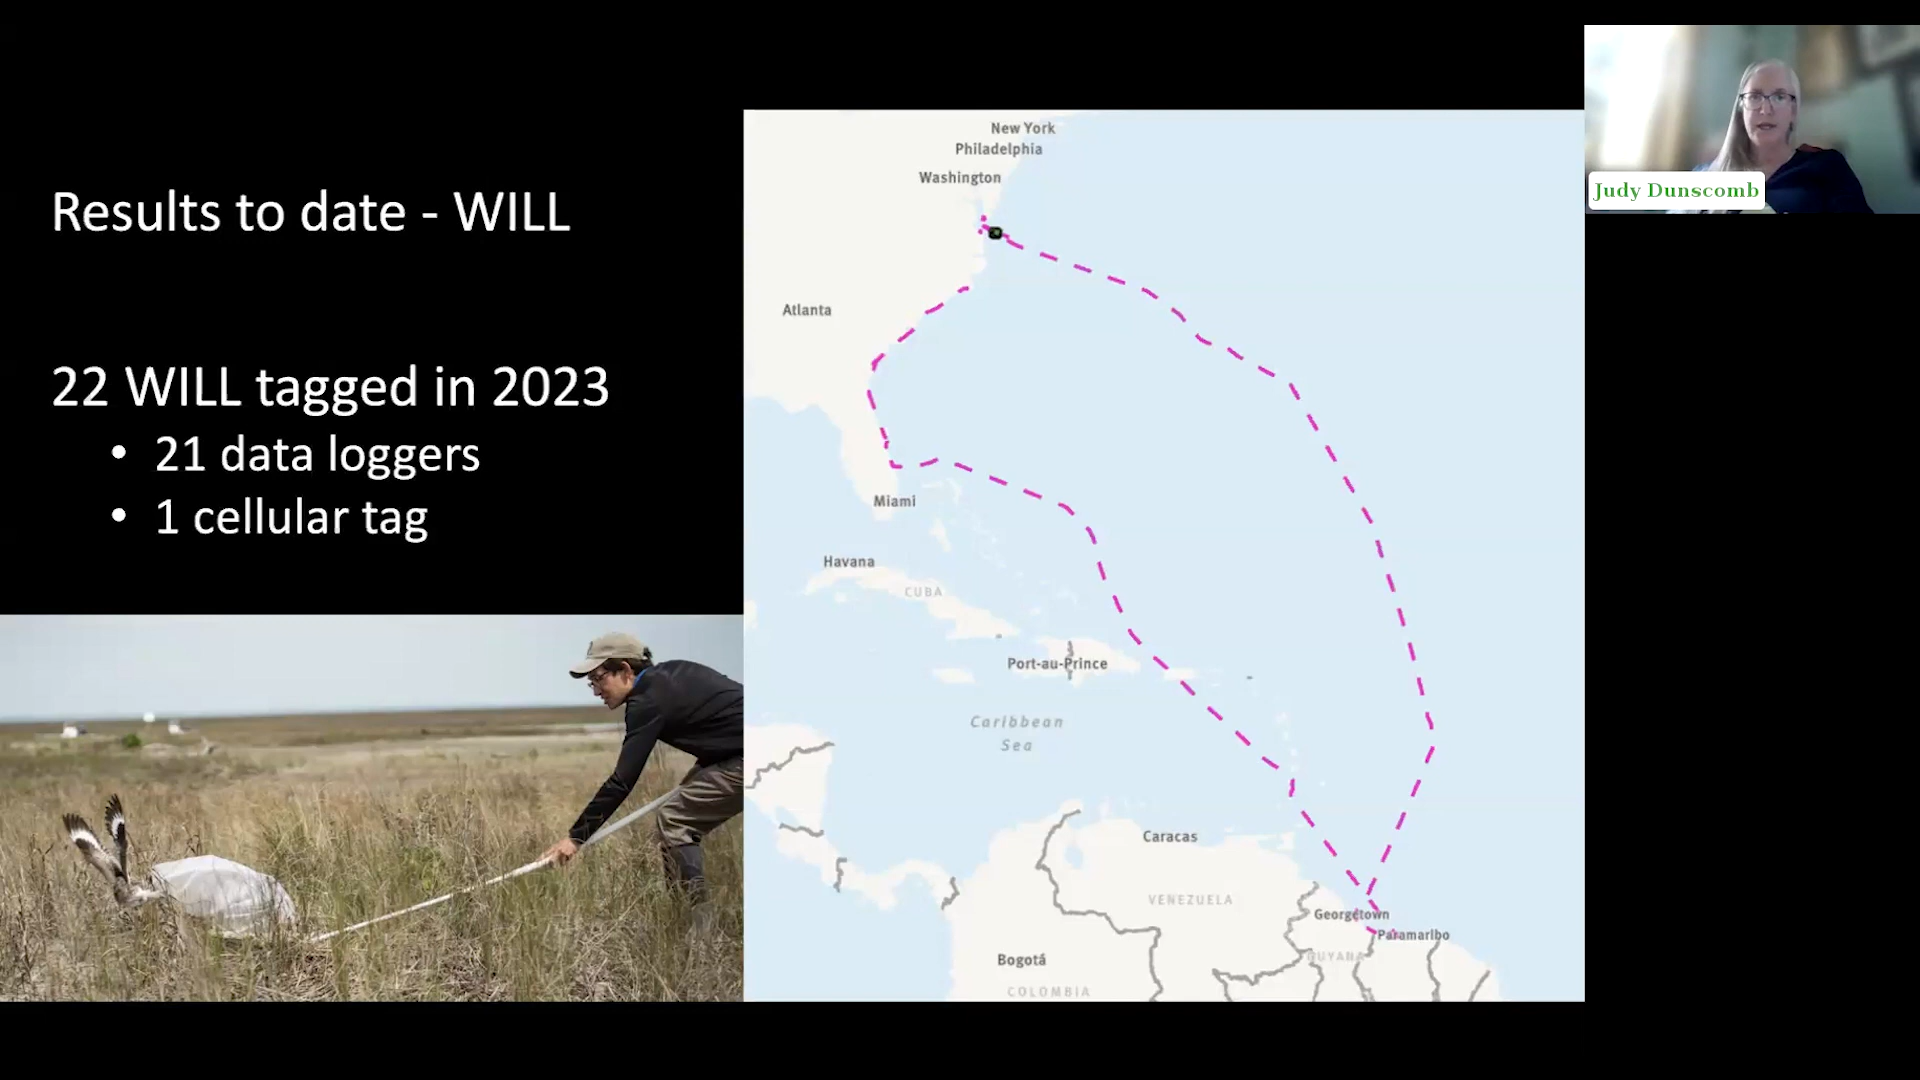 Results to date - WILL
22 WILL tagged in 2023
• 21 data loggers
• 1 cellular tag
New York
Philadelphia
Washington
Atlanta
Miami
Havana
CUBA
Port-au-Prince
Caribbean
Sea
Caracas
VENEZUELA
Georgetown
Paramaribo
GUYANA
Bogotá
COLOMBIA
Judy Dunscomb